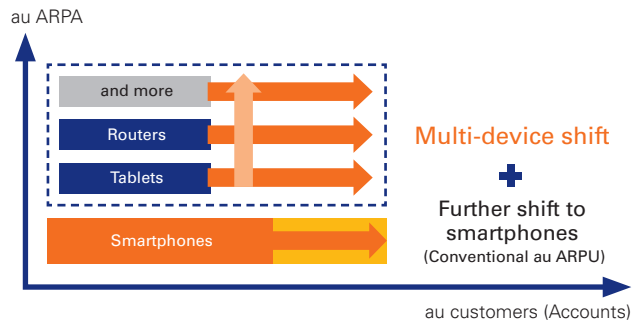 au ARPA
and more
Routers
Tablets
Smartphones
Multi-device shift
Further shift to
smartphones
(Conventional au ARPU)
au customers (Accounts)